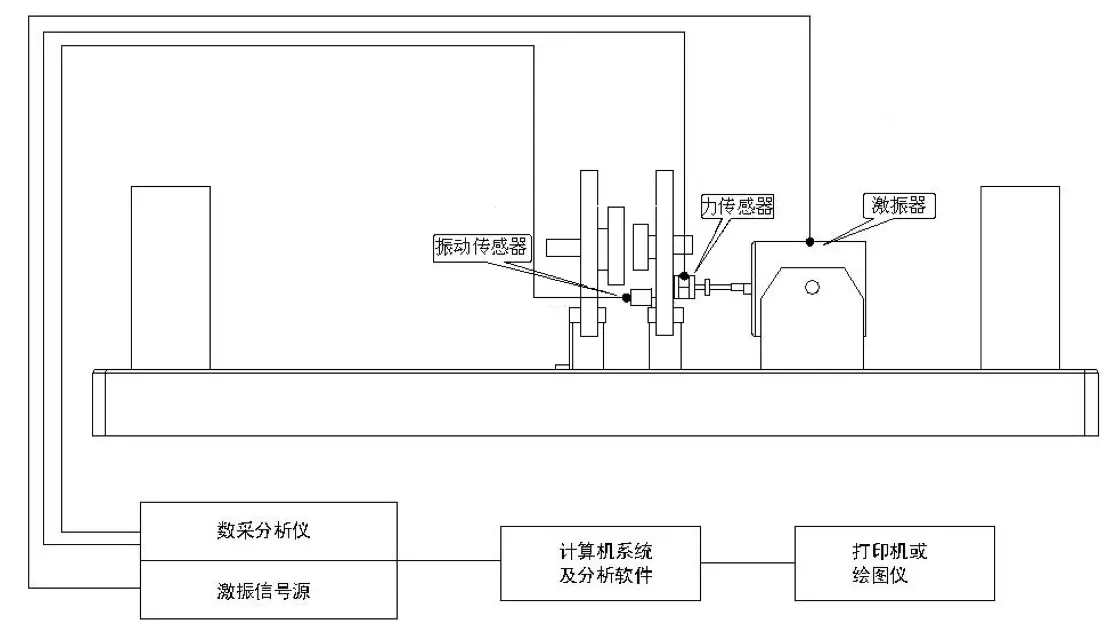 力传感器
激振器
振动传感器
数采分析仪
激振信号源
计算机系统
及分析软件
打印机或
绘图仪